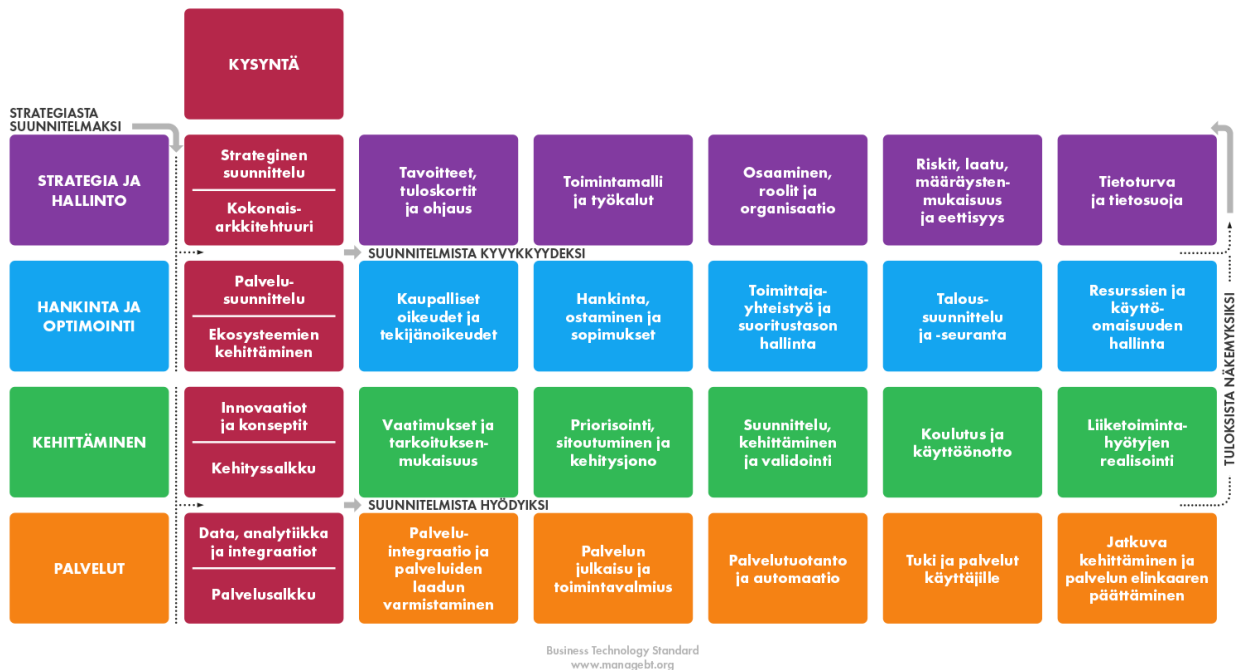 KYSYNTÄ
STRATEGIASTA
SUUNNITELMAKSI
STRATEGIA JA
HALLINTO
Strateginen
suunnittelu
Kokonais-
arkkitehtuuri
Tavoitteet,
tuloskortit
ja ohjaus
Toimintamalli
ja työkalut
Osaaminen,
roolit ja
organisaatio
Riskit, laatu,
määräysten-
mukaisuus
ja eettisyys
Tietoturva
ja tietosuoja
SUUNNITELMISTA KYVYKKYYDEKSI
HANKINTA JA
OPTIMOINTI
Palvelu-
suunnittelu
Ekosysteemien
kehittäminen
Kaupalliset
oikeudet ja
tekijänoikeudet
Hankinta,
ostaminen ja
sopimukset
Toimittaja-
yhteistyö ja
suoritustason
hallinta
Talous-
suunnittelu
ja -seuranta
Resurssien ja
käyttö-
omaisuuden
hallinta
TULOKSISTA NÄKEMYKSIKSI
KEHITTÄMINEN
Innovaatiot
ja konseptit
Kehityssalkku
Vaatimukset ja
tarkoituksen-
mukaisuus
Priorisointi,
sitoutuminen ja
kehitysjono
Suunnittelu,
kehittäminen
ja validointi
Koulutus ja
käyttöönotto
Liiketoiminta-
hyötyjen
realisointi
SUUNNITELMISTA HYÖDYIKSI
PALVELUT
Data, analytiikka
ja integraatiot
Palvelusalkku
Palvelu-
integraatio ja
palveluiden
laadun
varmistaminen
Palvelun
julkaisu ja
toimintavalmius
Palvelutuotanto
ja automaatio
Tuki ja palvelut
käyttäjille
Jatkuva
kehittäminen ja
palvelun elinkaaren
päättäminen
Business Technology Standard
www.managebt.org